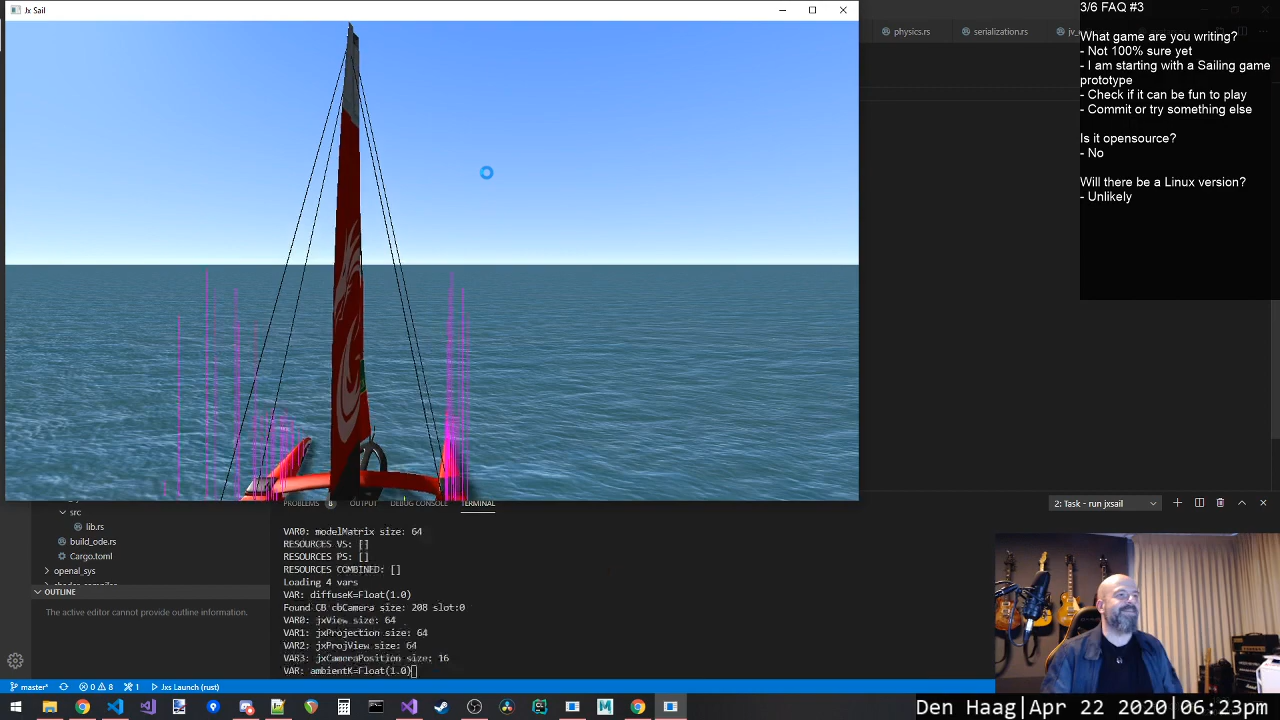 Jx Sail
physics.rs
serialization.rs
3/6 FAQ #3
What game are you writing?
- Not 100% sure yet
- I am starting with a Sailing game
prototype
- Check if it can be fun to play
- Commit or try something else
Is it opensource?
- No
Will there be a Linux version?
- Unlikely
PROBLEMS 8 OUTPUT DEBUG CONSOLE TERMINAL
2: Task - run jxsail
src
lib.rs
build_ode.rs
Cargo.toml
openal_sys
shader_compiler
OUTLINE
The active editor cannot provide outline information.
VAR0: modelMatrix size: 64
RESOURCES VS: []
RESOURCES PS: []
RESOURCES COMBINED: []
Loading 4 vars
VAR: diffuseK=Float(1.0)
Found CB cbCamera size: 208 slot:0
VAR0: jxView size: 64
VAR1: jxProjection size: 64
VAR2: jxProjView size: 64
VAR3: jxCameraPosition size: 16
VAR: ambientK=Float(1.0)
master* 0 8 1 Jxs Launch (rust)
Den Haag|Apr 22 2020|06:23pm